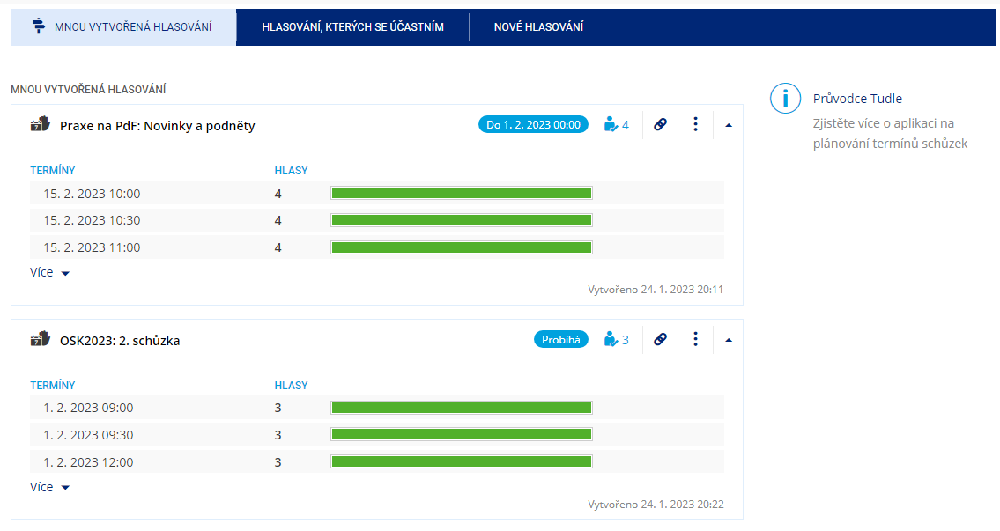 MNOU VYTVOŘENÁ HLASOVÁNÍ
HLASOVÁNÍ, KTERÝCH SE ÚČASTNÍM
NOVÉ HLASOVÁNÍ
MNOU VYTVOŘENÁ HLASOVÁNÍ
Průvodce Tudle
Zjistěte více o aplikaci na
plánování termínů schůzek
7 Praxe na PdF: Novinky a podněty Do 1. 2. 2023 00:00 4
TERMÍNY HLASY
15. 2. 2023 10:00 4
15. 2. 2023 10:30 4
15. 2. 2023 11:00 4
Více
Vytvořeno 24. 1. 2023 20:11
7 OSK2023: 2. schůzka Probíhá 3
TERMÍNY HLASY
1. 2. 2023 09:00 3
1. 2. 2023 09:30 3
1. 2. 2023 12:00 3
Více
Vytvořeno 24. 1. 2023 20:22